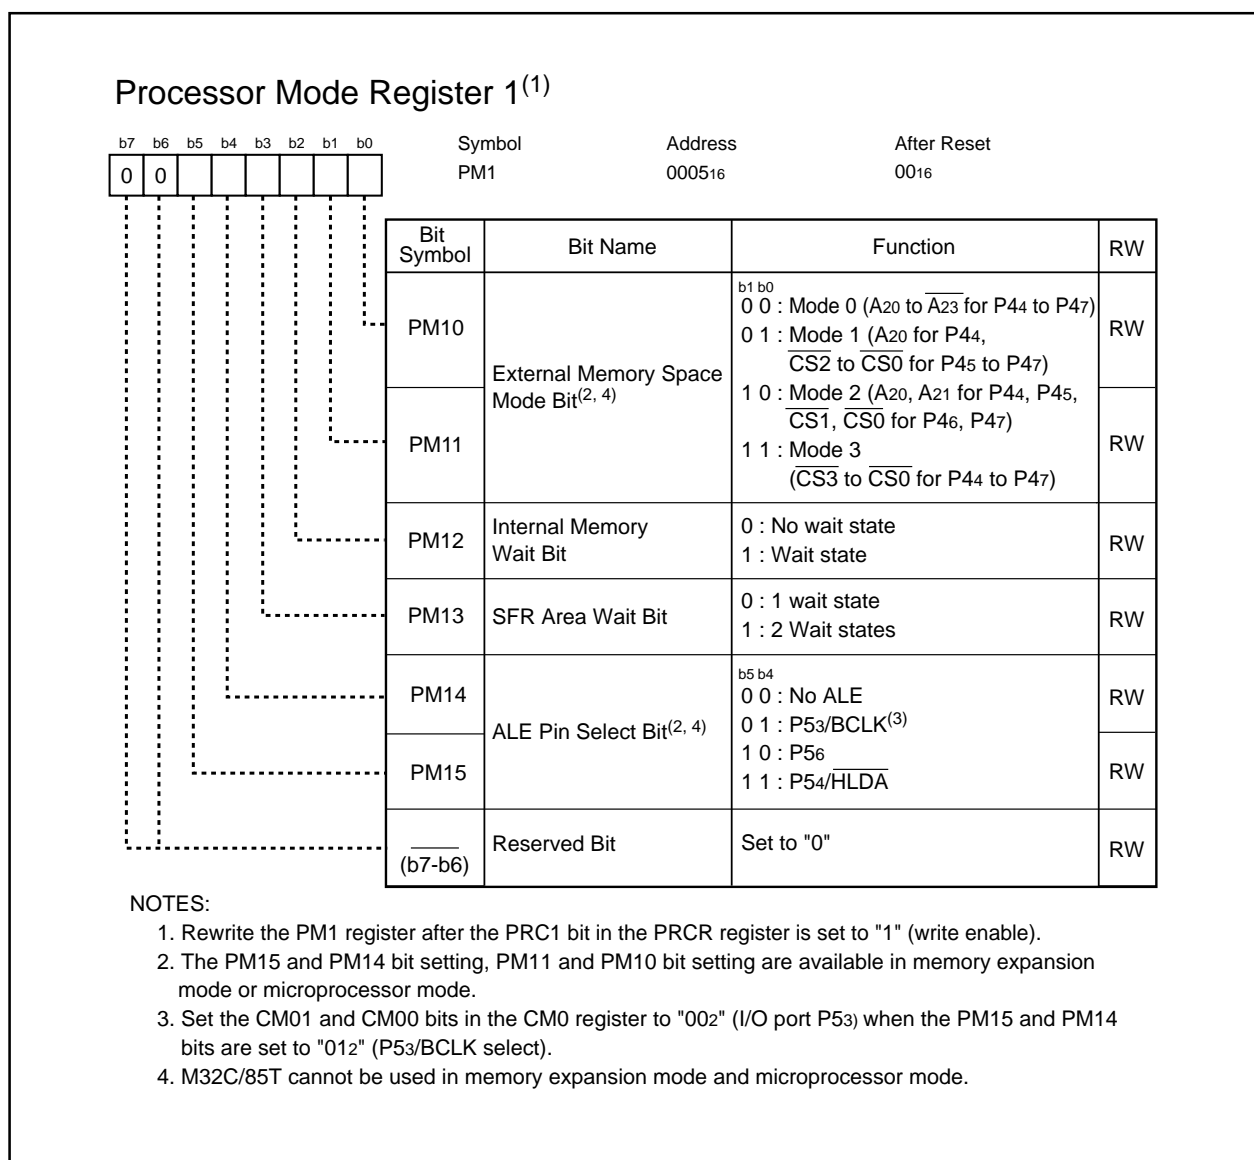 Processor Mode Register 1(1)
b7 b6 b5 b4 b3 b2 b1 b0
0 0
Symbol Address After Reset
PM1 000516 0016
Bit Symbol Bit Name Function RW
PM10
External Memory Space
Mode Bit(2, 4)
b1 b0
0 0 : Mode 0 (A20 to A23 for P44 to P47)
0 1 : Mode 1 (A20 for P44,
CS2 to CS0 for P45 to P47)
RW
PM11
1 0 : Mode 2 (A20, A21 for P44, P45,
CS1, CS0 for P46, P47)
1 1 : Mode 3
(CS3 to CS0 for P44 to P47)
RW
PM12
Internal Memory
Wait Bit
0 : No wait state
1 : Wait state
RW
PM13
SFR Area Wait Bit
0 : 1 wait state
1 : 2 Wait states
RW
PM14
ALE Pin Select Bit(2, 4)
b5 b4
0 0 : No ALE
0 1 : P53/BCLK(3)
RW
PM15
1 0 : P56
1 1 : P54/HLDA
RW
(b7-b6)
Reserved Bit
Set to "0"
RW
NOTES:
1. Rewrite the PM1 register after the PRC1 bit in the PRCR register is set to "1" (write enable).
2. The PM15 and PM14 bit setting, PM11 and PM10 bit setting are available in memory expansion
mode or microprocessor mode.
3. Set the CM01 and CM00 bits in the CM0 register to "002" (I/O port P53) when the PM15 and PM14
bits are set to "012" (P53/BCLK select).
4. M32C/85T cannot be used in memory expansion mode and microprocessor mode.